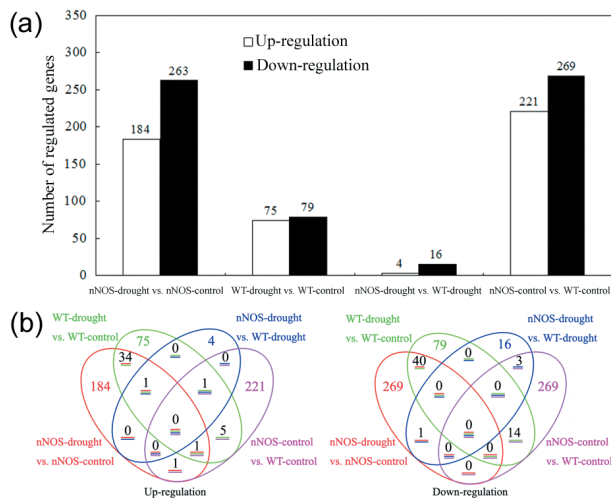 (a)
350
300
250
200
150
100
50
0
Number of regulated genes
Up-regulation
Down-regulation
184
263
75
79
4
16
221
269
nNOS-drought vs. nNOS-control
WT-drought vs. WT-control
nNOS-drought vs. WT-drought
nNOS-control vs. WT-control
(b)
WT-drought
vs. WT-control
75
nNOS-drought
vs. WT-drought
4
34
0
0
184
1
1
221
0
0
5
0
1
1
nNOS-drought
vs. nNOS-control
nNOS-control
vs. WT-control
Up-regulation
WT-drought
vs. WT-control
79
nNOS-drought
vs. WT-drought
16
40
0
3
269
0
0
269
1
0
14
0
0
0
nNOS-drought
vs. nNOS-control
nNOS-control
vs. WT-control
Down-regulation